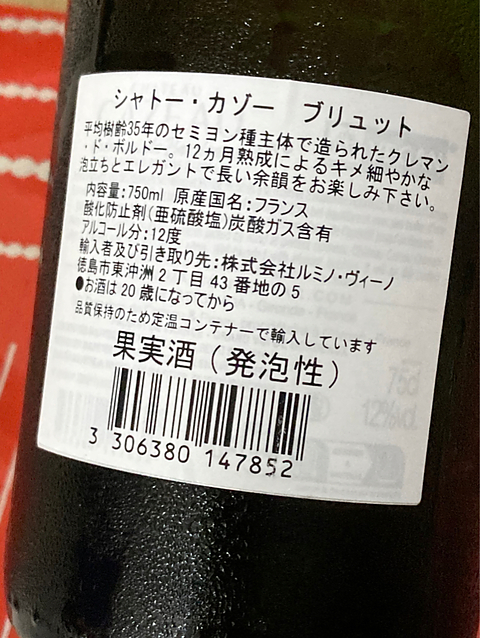 シャトー・カゾー　ブリュット
平均樹齢35年のセミヨン種主体で造られたクレマン
・ド・ボルドー。12ヵ月熟成によるキメ細やかな
泡立ちとエレガントで長い余韻をお楽しみ下さい。
内容量:750ml 原産国名:フランス
酸化防止剤(亜硫酸塩)炭酸ガス含有
アルコール分:12度
輸入者及び引き取り先:株式会社ルミノ・ヴィーノ
徳島市東沖洲2丁目43番地の5
●お酒は20歳になってから
品質保持のため定温コンテナーで輸入しています
果実酒(発泡性)
3 306380 147852
75cl
12%vol.